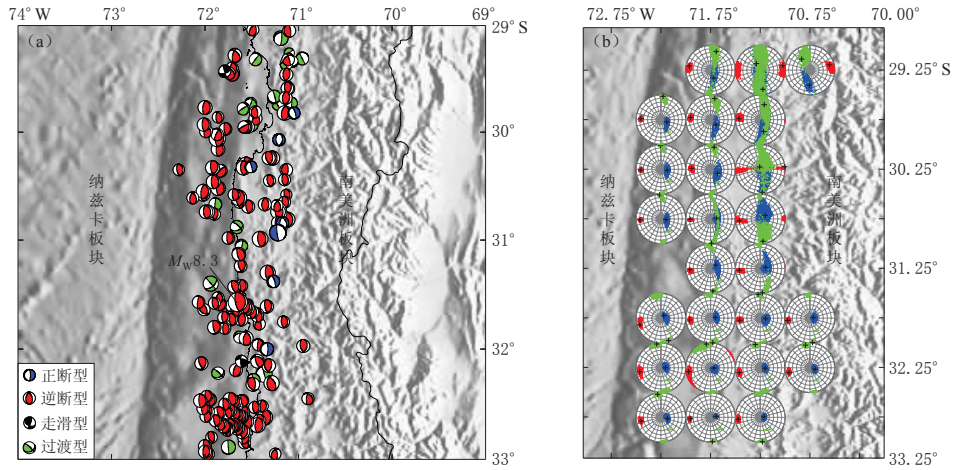 74° W
73°
72°
71°
70°
69°
29° S
30°
31°
32°
33°
(a)
纳兹卡板块
南美洲板块
MW8.3
正断型
逆断型
走滑型
过渡型
72.75° W
71.75°
70.75°
70.00°
29.25° S
30.25°
31.25°
32.25°
33.25°
(b)
纳兹卡板块
南美洲板块